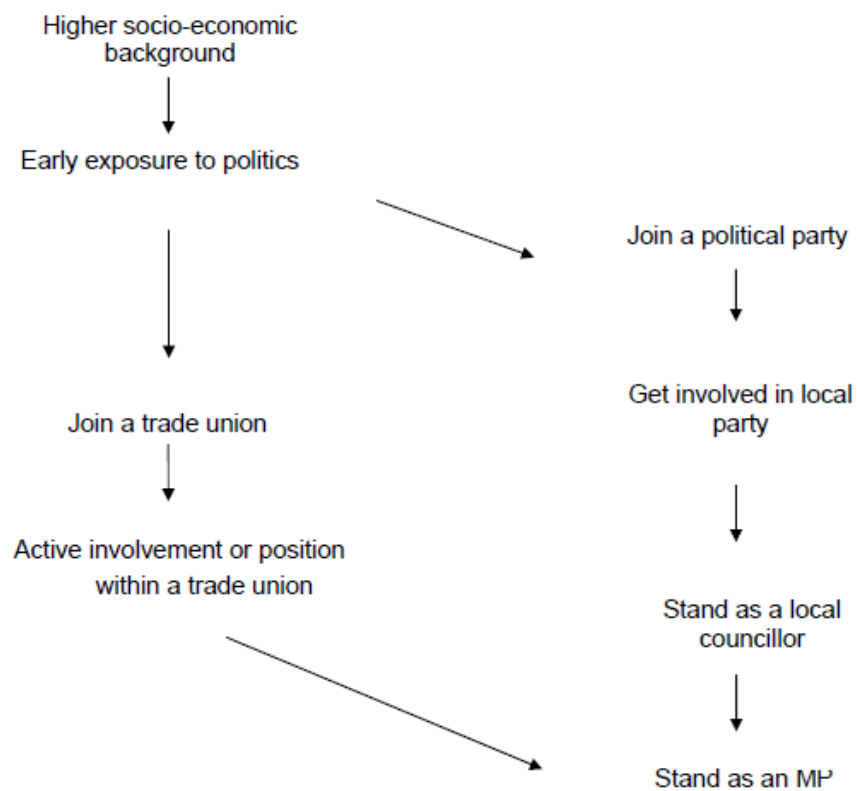 Higher socio-economic
background
Early exposure to politics
Join a political party
Get involved in local
party
Join a trade union
Active involvement or position
within a trade union
Stand as a local
councillor
Stand as an MP